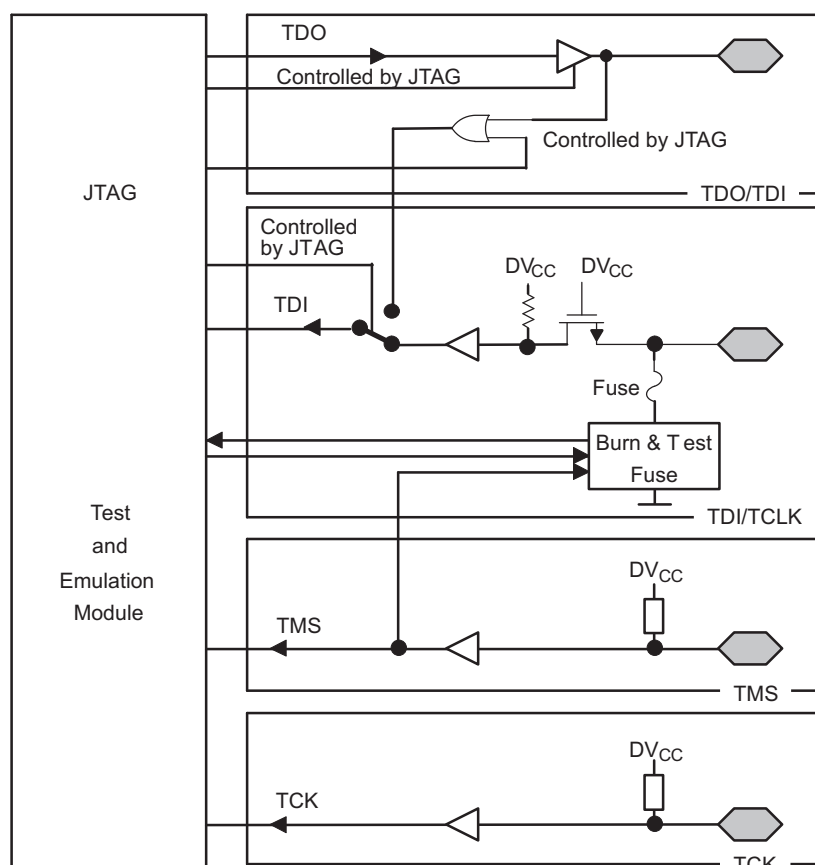 TDO
Controlled by JTAG
Controlled by JTAG
JTAG
TDO/TDI
Controlled
by JTAG
DVCC
DVCC
TDI
Fuse
Burn & Test
Fuse
TDI/TCLK
Test
and
Emulation
Module
DVCC
TMS
TMS
DVCC
TCK
TCK